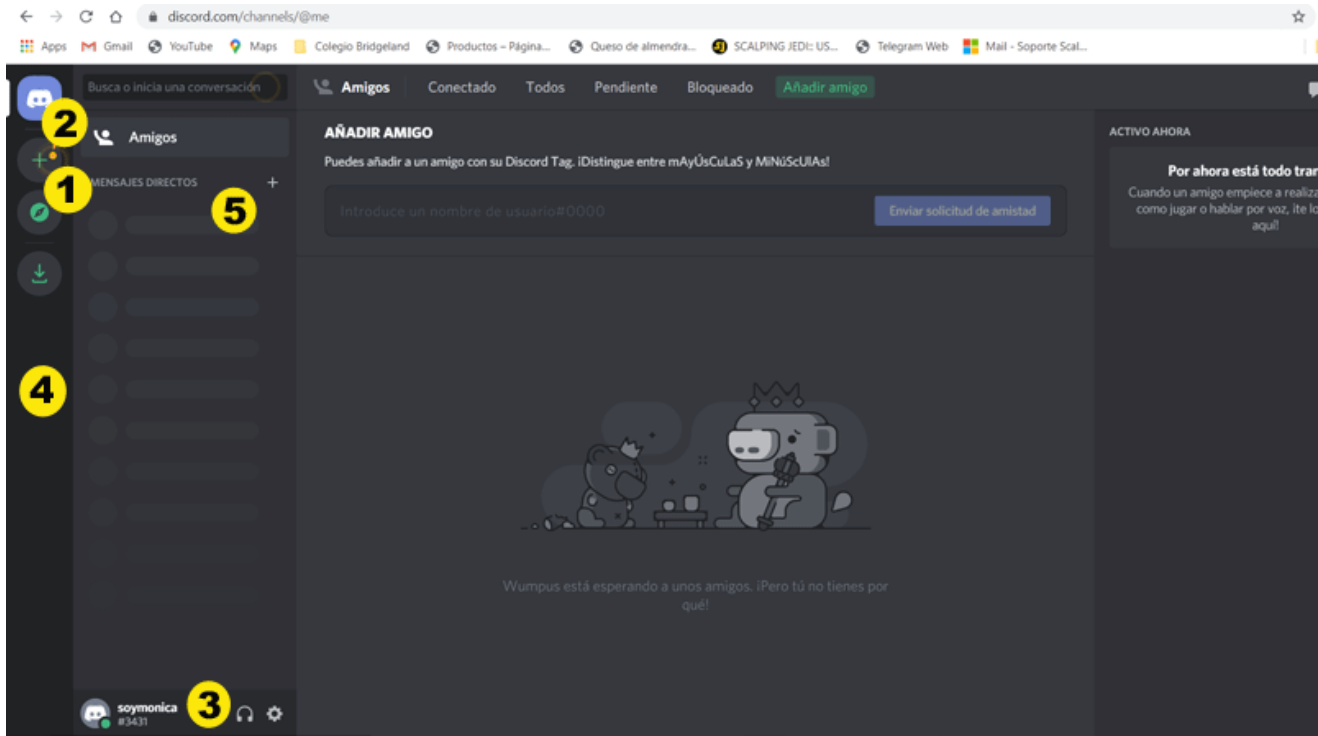 discord.com/channels/@me
Apps Gmail YouTube Maps Colegio Bridgeland Productos – Página... Queso de almendra... SCALPING JEDI:: US... Telegram Web Mail - Soporte Scal...
Busca o inicia una conversación
Amigos Conectado Todos Pendiente Bloqueado Añadir amigo
2
Amigos
AÑADIR AMIGO
ACTIVO AHORA
Puedes añadir a un amigo con su Discord Tag. ¡Distingue entre mAyÚsCuLaS y MiNúScUlAs!
Por ahora está todo tran
1
MENSAJES DIRECTOS +
Cuando un amigo empiece a realiza
como jugar o hablar por voz, ¡te lo
aquí!
5
Introduce un nombre de usuario#0000
Enviar solicitud de amistad
4
Wumpus está esperando a unos amigos. ¡Pero tú no tienes por
qué!
soymonica
#3431
3